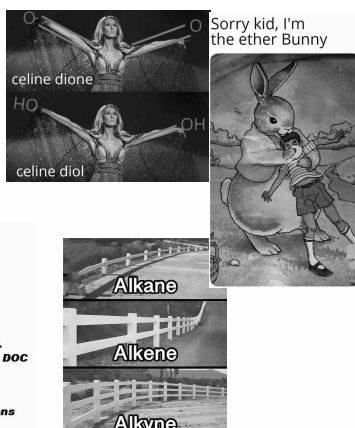 O
O
celine dione
HO
OH
celine diol
Sorry kid, I'm
the ether Bunny
Alkane
Alkene
Alkyne
DOC
ns